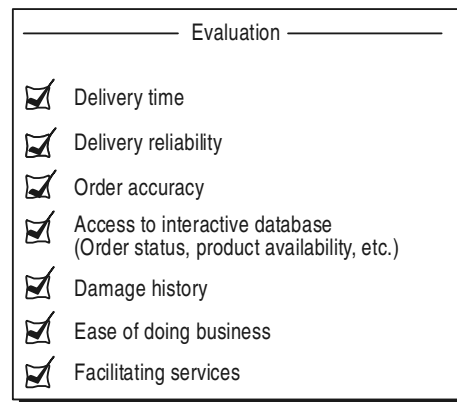 Evaluation
Delivery time
Delivery reliability
Order accuracy
Access to interactive database
(Order status, product availability, etc.)
Damage history
Ease of doing business
Facilitating services